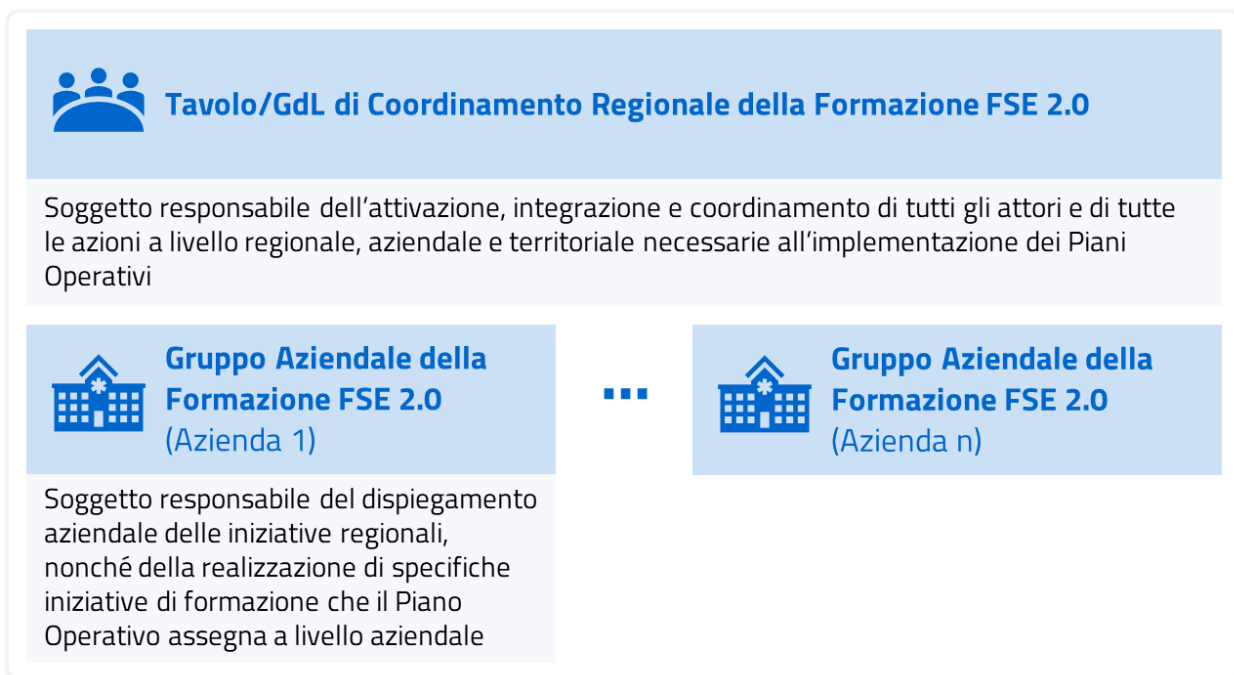 Tavolo/GdL di Coordinamento Regionale della Formazione FSE 2.0
Soggetto responsabile dell’attivazione, integrazione e coordinamento di tutti gli attori e di tutte
le azioni a livello regionale, aziendale e territoriale necessarie all’implementazione dei Piani
Operativi
Gruppo Aziendale della
Formazione FSE 2.0
(Azienda 1)
Soggetto responsabile del dispiegamento
aziendale delle iniziative regionali,
nonché della realizzazione di specifiche
iniziative di formazione che il Piano
Operativo assegna a livello aziendale
...
Gruppo Aziendale della
Formazione FSE 2.0
(Azienda n)